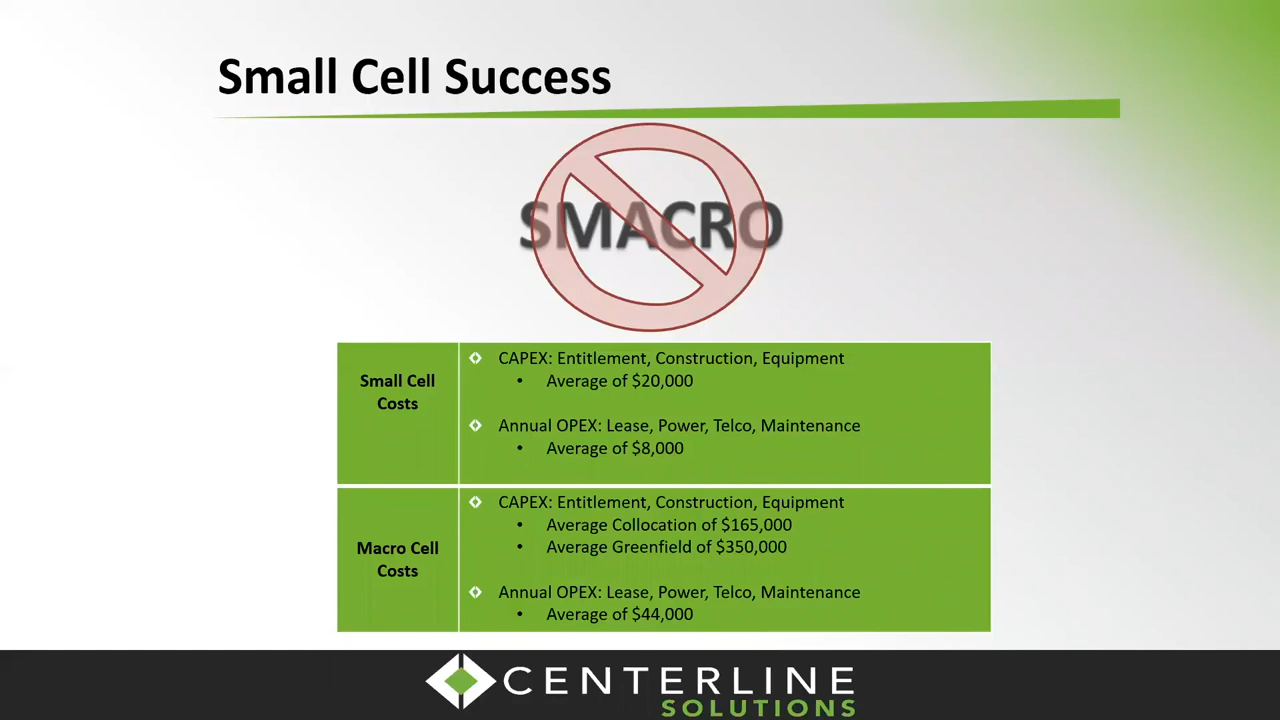 Small Cell Success
SMACRO
Small Cell
Costs
CAPEX: Entitlement, Construction, Equipment
• Average of $20,000
Annual OPEX: Lease, Power, Telco, Maintenance
• Average of $8,000
Macro Cell
Costs
CAPEX: Entitlement, Construction, Equipment
• Average Collocation of $165,000
• Average Greenfield of $350,000
Annual OPEX: Lease, Power, Telco, Maintenance
• Average of $44,000
CENTERLINE
SOLUTIONS